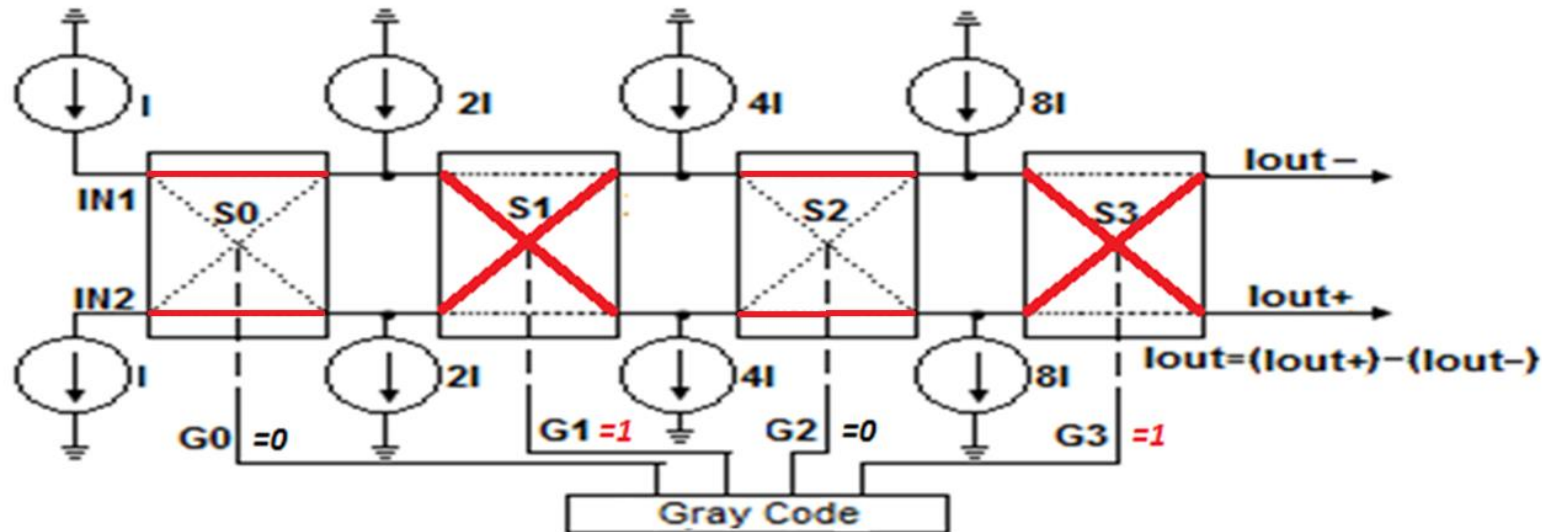 I 2I 4I 8I
Iout−
IN1 S0 S1 S2 S3
IN2 Iout+
I 2I 4I 8I Iout=(Iout+)−(Iout−)
G0 =0 G1 =1 G2 =0 G3 =1
Gray Code